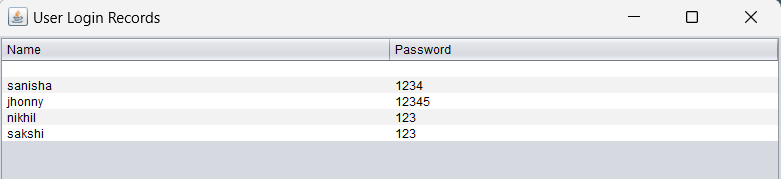 User Login Records
Name Password
sanisha 1234
jhonny 12345
nikhil 123
sakshi 123